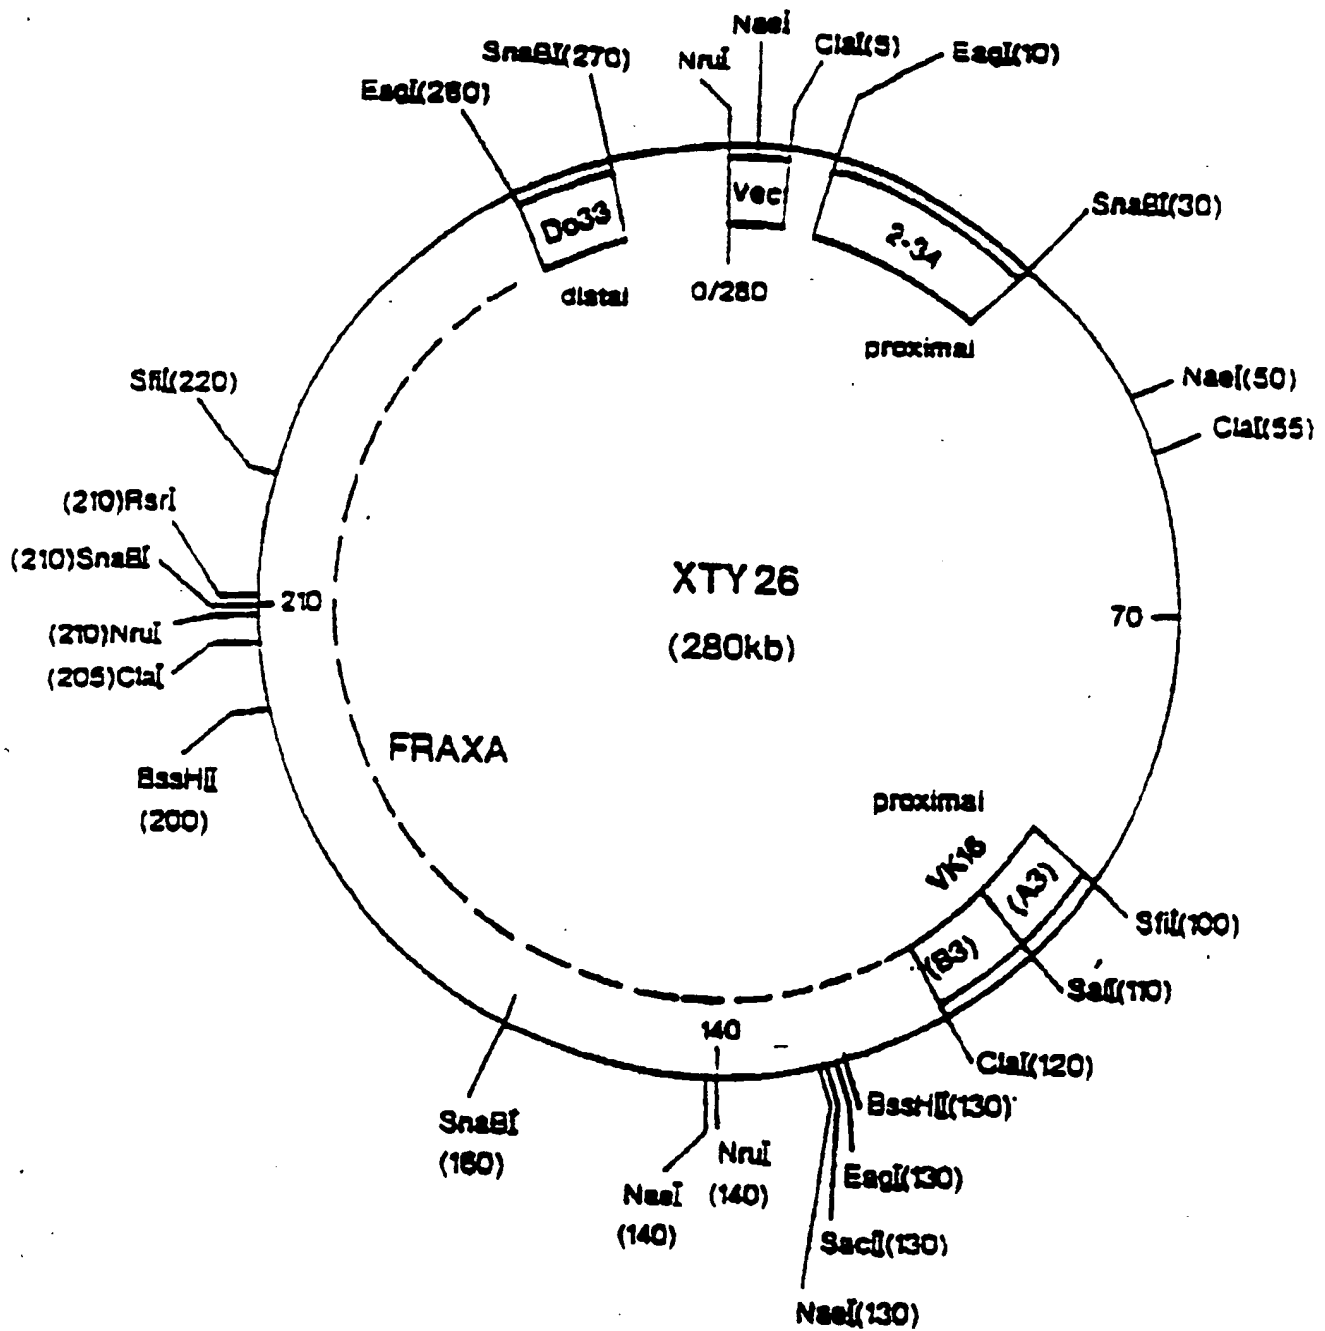 NaeI
SnaBI(270)
NruI
ClaI(5)
EagI(10)
EagI(260)
Do33
Vec
2-34
SnaBI(30)
distal
0/280
proximal
SfiI(220)
NaeI(50)
ClaI(55)
(210)RsrI
(210)SnaBI
210
XTY 26
70
(210)NruI
(280kb)
(205)ClaI
FRAXA
BssHII
(200)
proximal
VK16
(A3)
SfiI(100)
(B3)
SalI(110)
140
ClaI(120)
BssHII(130)
SnaBI
(160)
NruI
(140)
EagI(130)
NaeI
(140)
SacII(130)
NaeI(130)